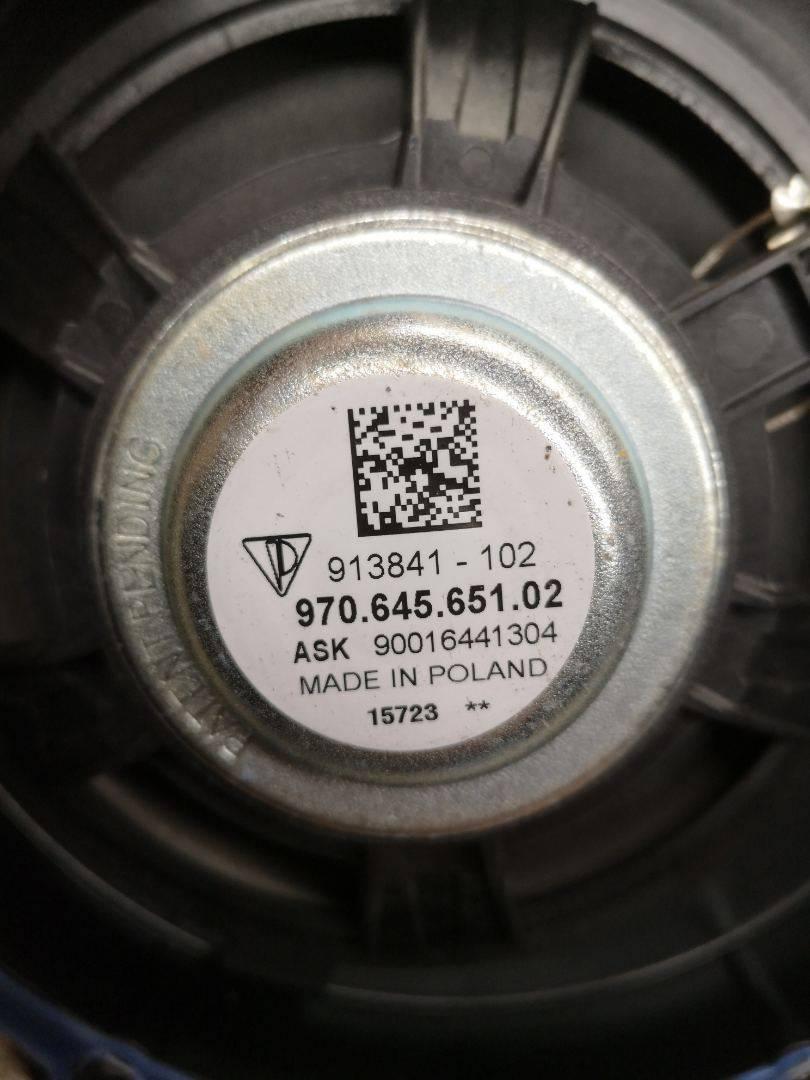 913841 - 102
970.645.651.02
ASK 90016441304
MADE IN POLAND
15723 **
PATENT PENDING